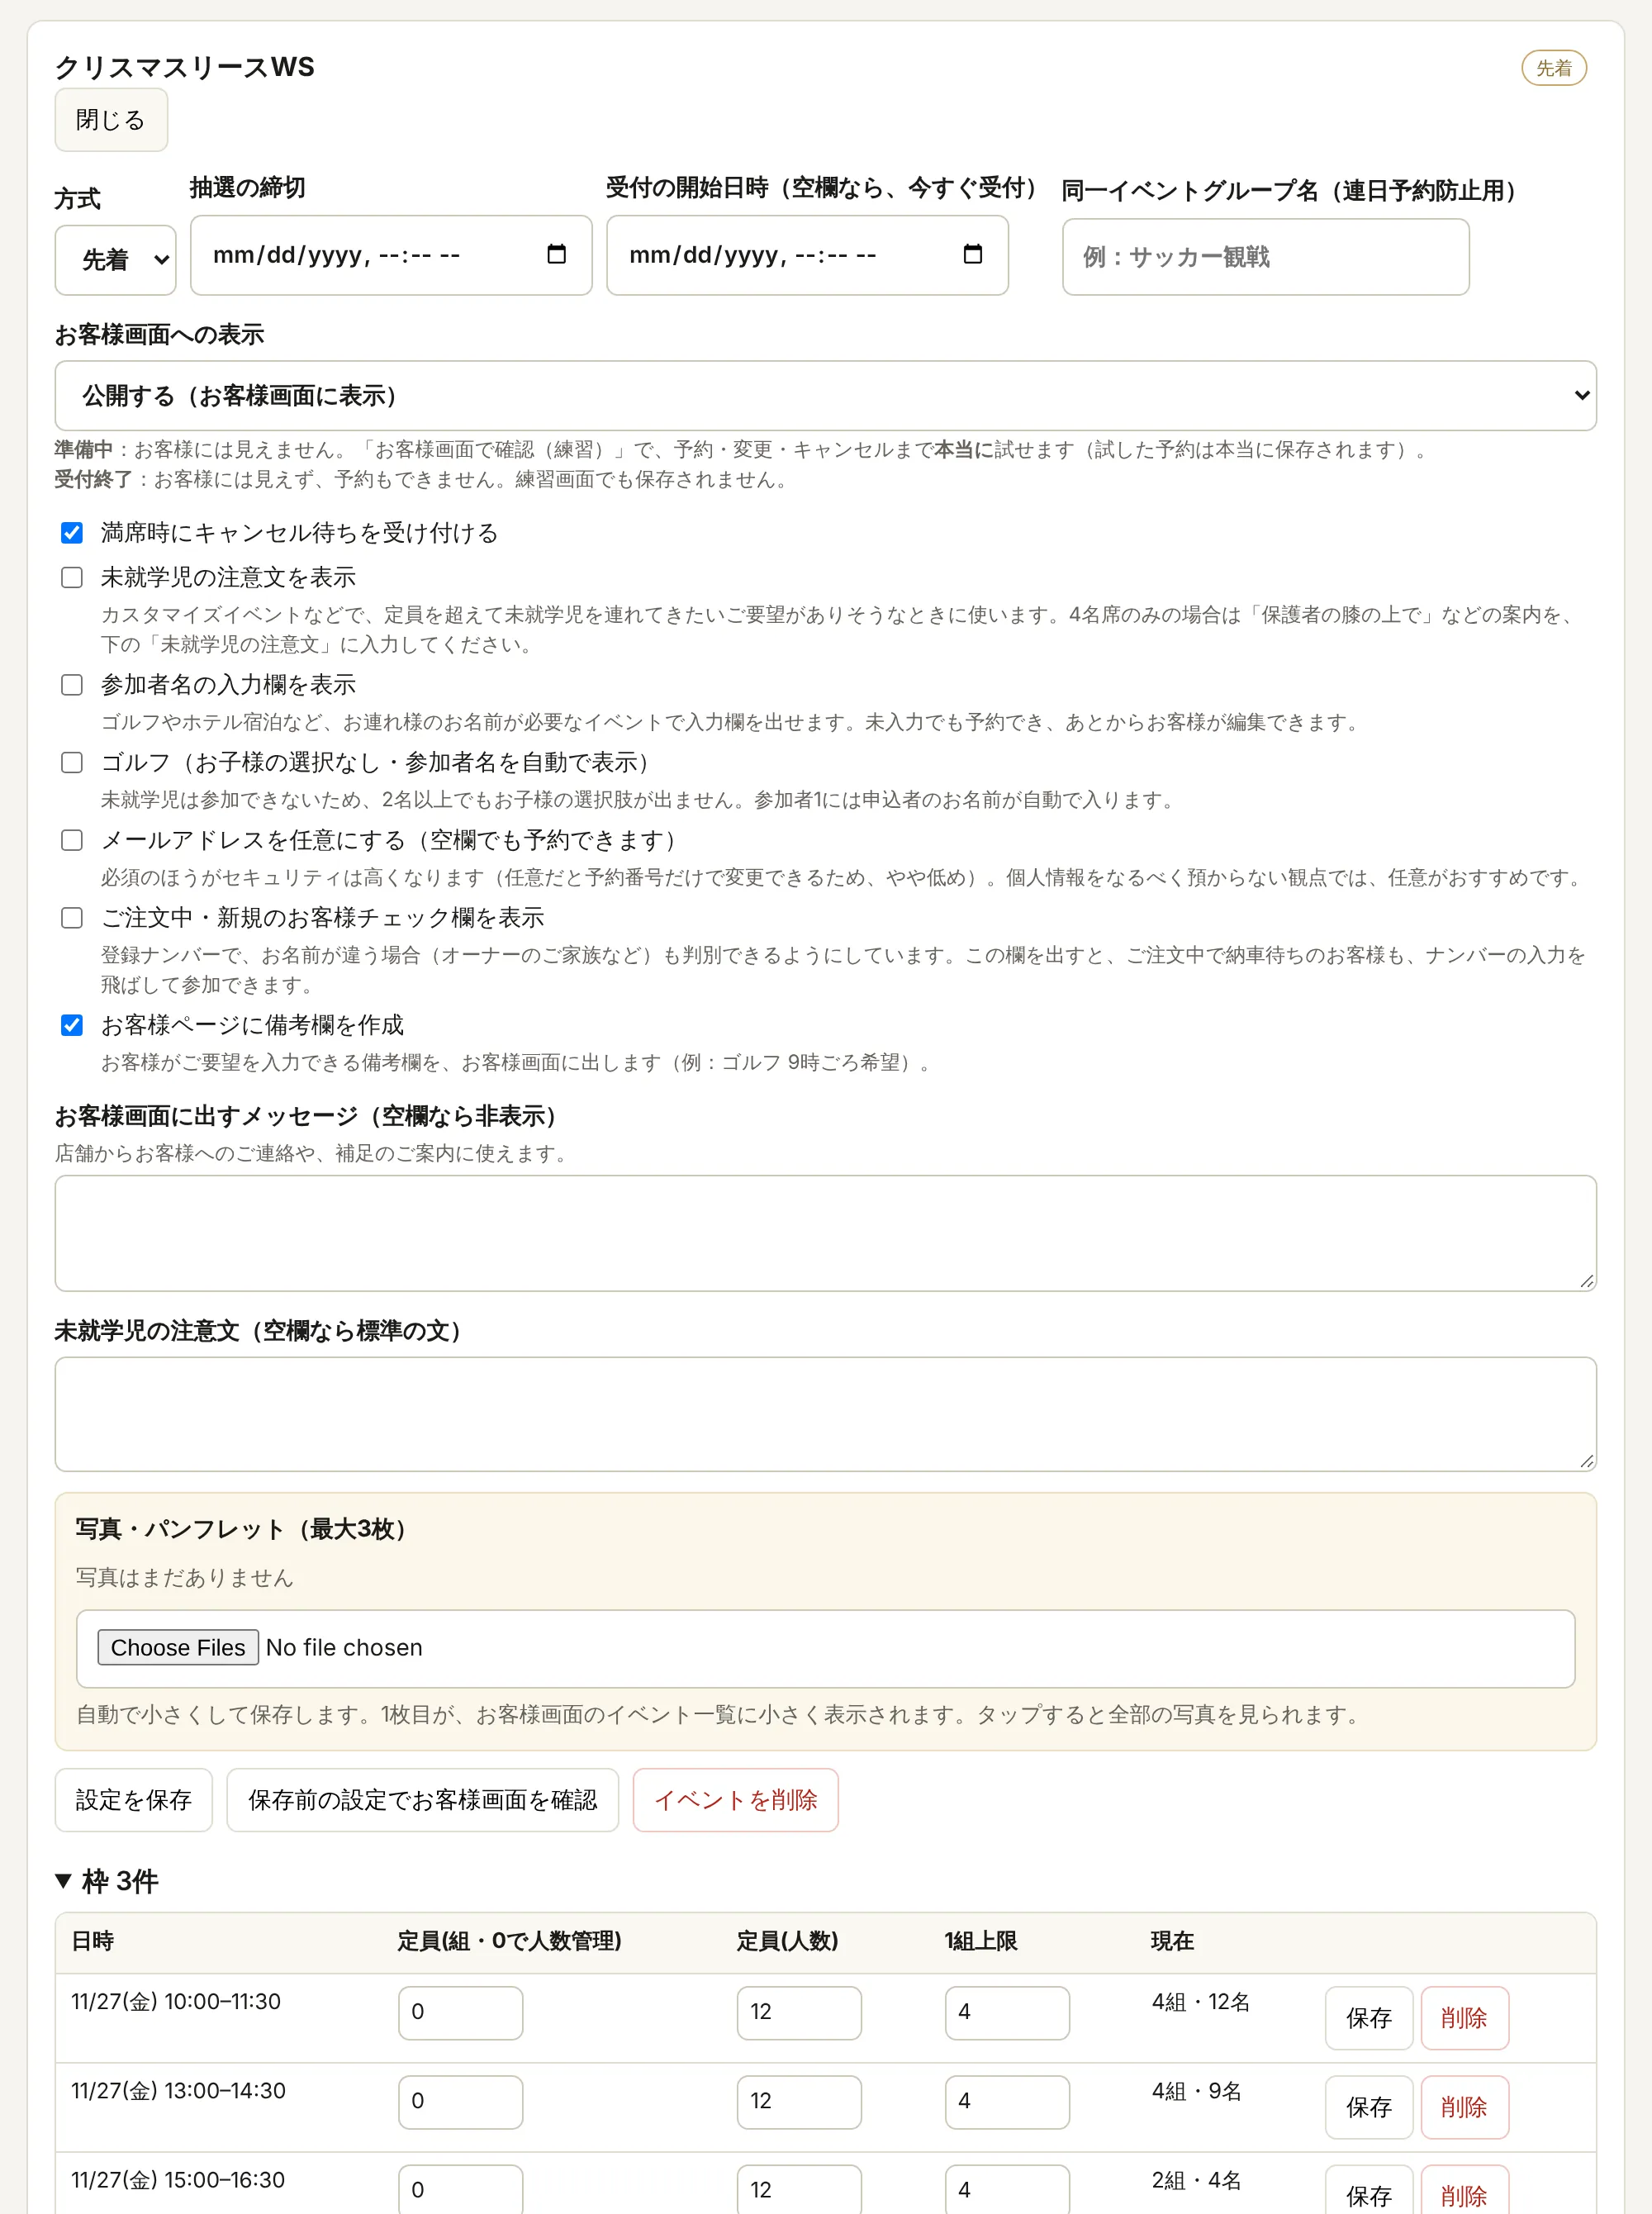 クリスマスリースWS
先着
閉じる
方式
抽選の締切
受付の開始日時（空欄なら、今すぐ受付）
同一イベントグループ名（連日予約防止用）
先着
mm/dd/yyyy, --:-- --
mm/dd/yyyy, --:-- --
例：サッカー観戦
お客様画面への表示
公開する（お客様画面に表示）
準備中：お客様には見えません。「お客様画面で確認（練習）」で、予約・変更・キャンセルまで本当に試せます（試した予約は本当に保存されます）。
受付終了：お客様には見えず、予約もできません。練習画面でも保存されません。
満席時にキャンセル待ちを受け付ける
未就学児の注意文を表示
カスタマイズイベントなどで、定員を超えて未就学児を連れてきたいご要望がありそうなときに使います。4名席のみの場合は「保護者の膝の上で」などの案内を、
下の「未就学児の注意文」に入力してください。
参加者名の入力欄を表示
ゴルフやホテル宿泊など、お連れ様のお名前が必要なイベントで入力欄を出せます。未入力でも予約でき、あとからお客様が編集できます。
ゴルフ（お子様の選択なし・参加者名を自動で表示）
未就学児は参加できないため、2名以上でもお子様の選択肢が出ません。参加者1には申込者のお名前が自動で入ります。
メールアドレスを任意にする（空欄でも予約できます）
必須のほうがセキュリティは高くなります（任意だと予約番号だけで変更できるため、やや低め）。個人情報をなるべく預からない観点では、任意がおすすめです。
ご注文中・新規のお客様チェック欄を表示
登録ナンバーで、お名前が違う場合（オーナーのご家族など）も判別できるようにしています。この欄を出すと、ご注文中で納車待ちのお客様も、ナンバーの入力を
飛ばして参加できます。
お客様ページに備考欄を作成
お客様がご要望を入力できる備考欄を、お客様画面に出します（例：ゴルフ 9時ごろ希望）。
お客様画面に出すメッセージ（空欄なら非表示）
店舗からお客様へのご連絡や、補足のご案内に使えます。
未就学児の注意文（空欄なら標準の文）
写真・パンフレット（最大3枚）
写真はまだありません
Choose Files No file chosen
自動で小さくして保存します。1枚目が、お客様画面のイベント一覧に小さく表示されます。タップすると全部の写真を見られます。
設定を保存
保存前の設定でお客様画面を確認
イベントを削除
▼ 枠 3件
日時 定員(組・0で人数管理) 定員(人数) 1組上限 現在
11/27(金) 10:00–11:30 0 12 4 4組・12名 保存 削除
11/27(金) 13:00–14:30 0 12 4 4組・9名 保存 削除
11/27(金) 15:00–16:30 0 12 4 2組・4名 保存 削除